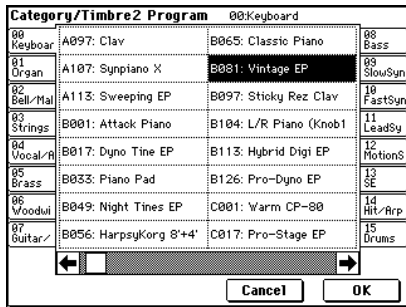 Category/Timbre2 Program 00:Keyboard
00
Keyboar
01
Organ
02
Bell/Mal
03
Strings
04
Vocal/A
05
Brass
06
Woodwi
07
Guitar/
A097: Clav
A107: Synpiano X
A113: Sweeping EP
B001: Attack Piano
B017: Dyno Tine EP
B033: Piano Pad
B049: Night Tines EP
B056: HarpsyKorg 8'+4'
B065: Classic Piano
B081: Vintage EP
B097: Sticky Rez Clav
B104: L/R Piano (Knob1
B113: Hybrid Digi EP
B126: Pro-Dyno EP
C001: Warm CP-80
C017: Pro-Stage EP
08
Bass
09
SlowSyn
10
FastSyn
11
LeadSy
12
MotionS
13
SE
14
Hit/Arp
15
Drums
Cancel
OK